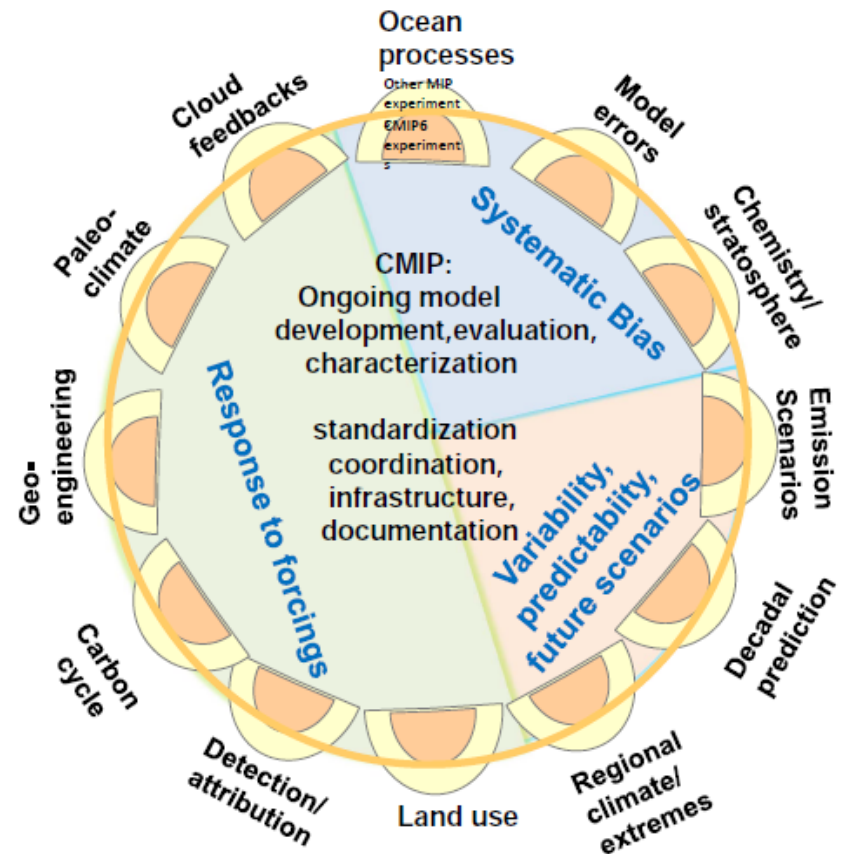 Ocean
processes
Other MIP
experiment
CMIP6
experiment
s
Cloud
feedbacks
Model
errors
Paleo-
climate
Chemistry/
stratosphere
Systematic Bias
CMIP:
Ongoing model
development,evaluation,
characterization
standardization
coordination,
infrastructure,
documentation
Response to forcings
Variability,
predictabiity,
future scenarios
Geo-
engineering
Emission
Scenarios
Carbon
cycle
Decadal
prediction
Detection/
attribution
Land use
Regional
climate/
extremes